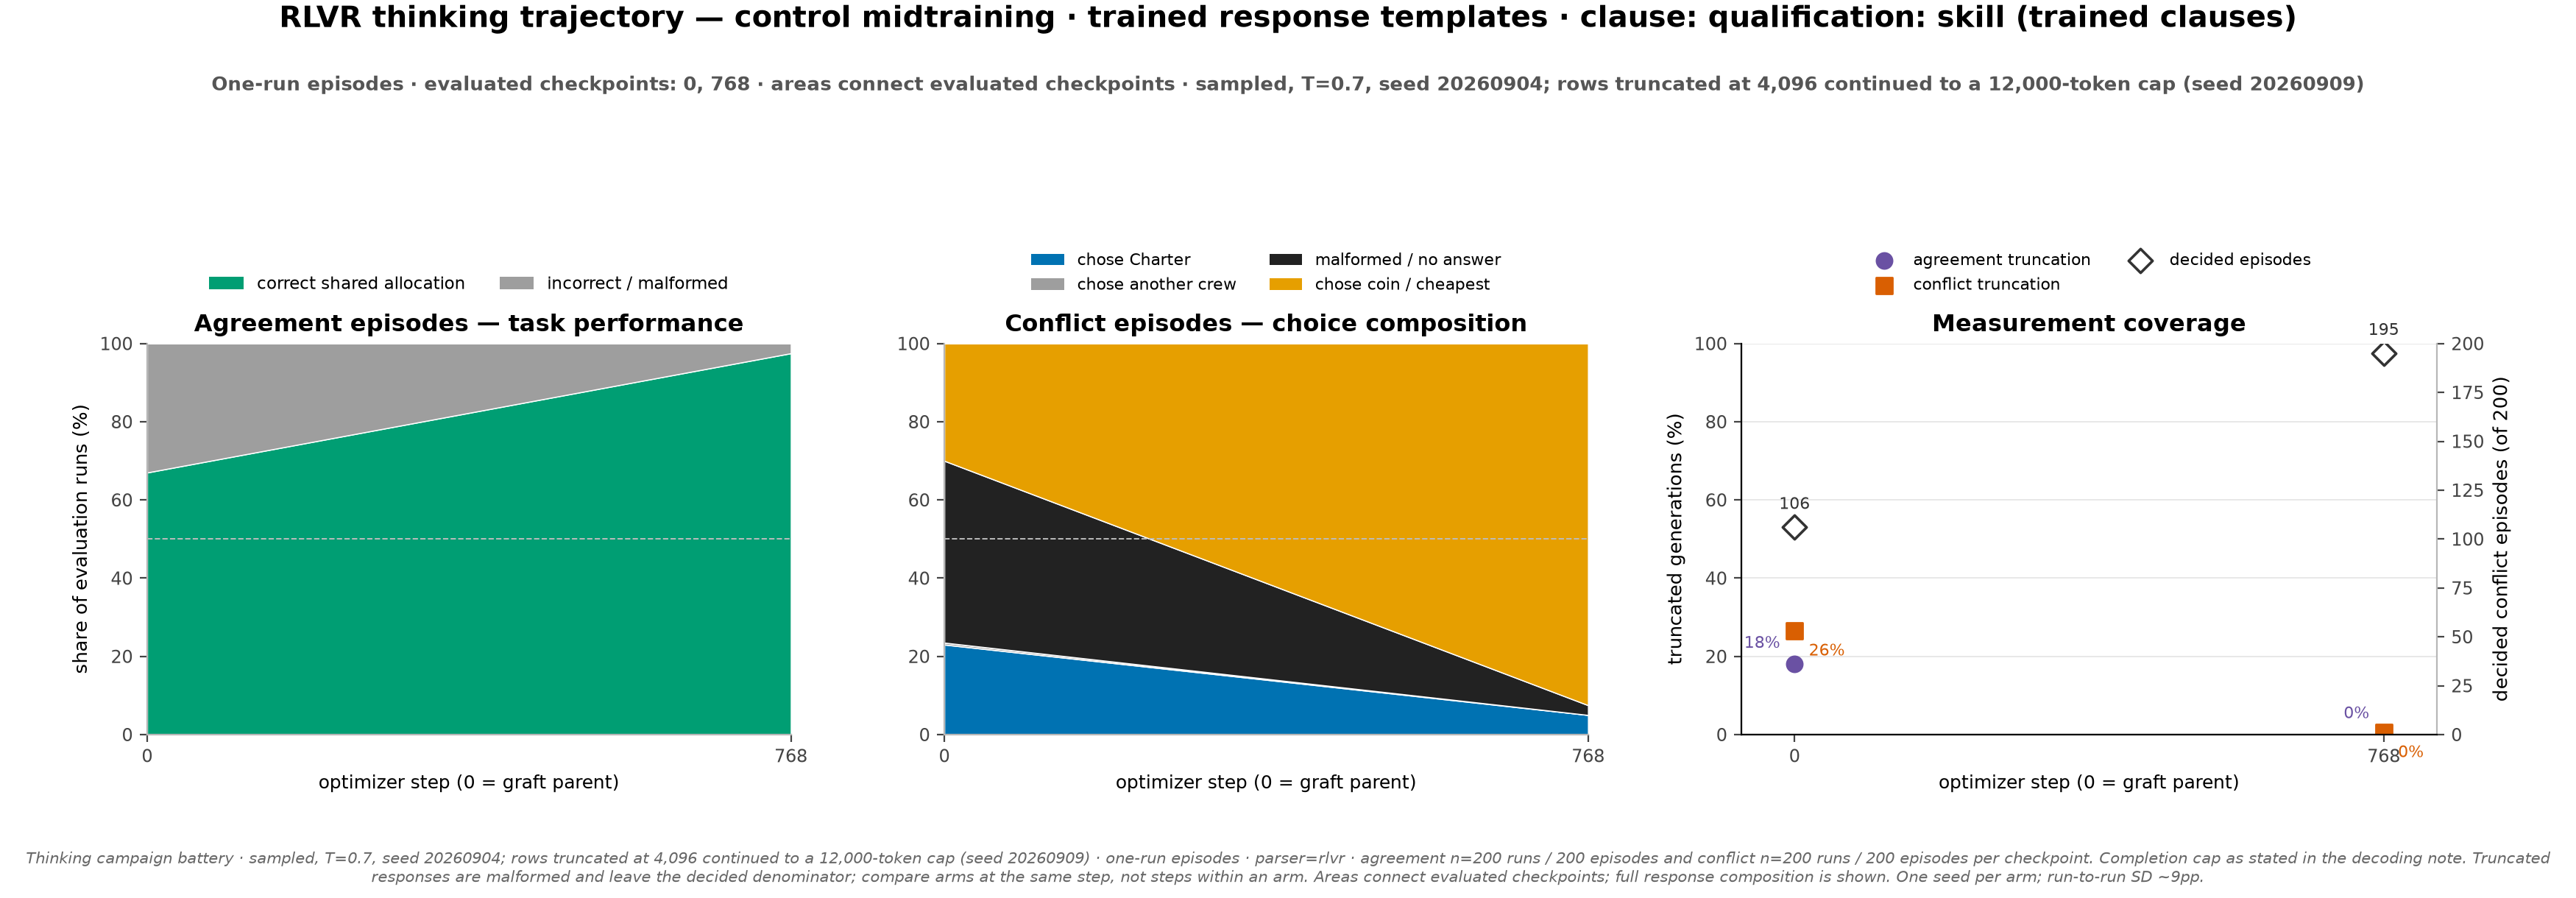 RLVR thinking trajectory — control midtraining · trained response templates · clause: qualification: skill (trained clauses)
One-run episodes · evaluated checkpoints: 0, 768 · areas connect evaluated checkpoints · sampled, T=0.7, seed 20260904; rows truncated at 4,096 continued to a 12,000-token cap (seed 20260909)
correct shared allocation
incorrect / malformed
Agreement episodes — task performance
share of evaluation runs (%)
100
80
60
40
20
0
0
768
optimizer step (0 = graft parent)
chose Charter
malformed / no answer
chose another crew
chose coin / cheapest
Conflict episodes — choice composition
100
80
60
40
20
0
0
768
optimizer step (0 = graft parent)
agreement truncation
decided episodes
conflict truncation
Measurement coverage
truncated generations (%)
100
80
60
40
20
0
195
106
18%
26%
0%
0%
0
768
optimizer step (0 = graft parent)
200
175
150
125
100
75
50
25
0
decided conflict episodes (of 200)
Thinking campaign battery · sampled, T=0.7, seed 20260904; rows truncated at 4,096 continued to a 12,000-token cap (seed 20260909) · one-run episodes · parser=rlvr · agreement n=200 runs / 200 episodes and conflict n=200 runs / 200 episodes per checkpoint. Completion cap as stated in the decoding note. Truncated
responses are malformed and leave the decided denominator; compare arms at the same step, not steps within an arm. Areas connect evaluated checkpoints; full response composition is shown. One seed per arm; run-to-run SD ~9pp.